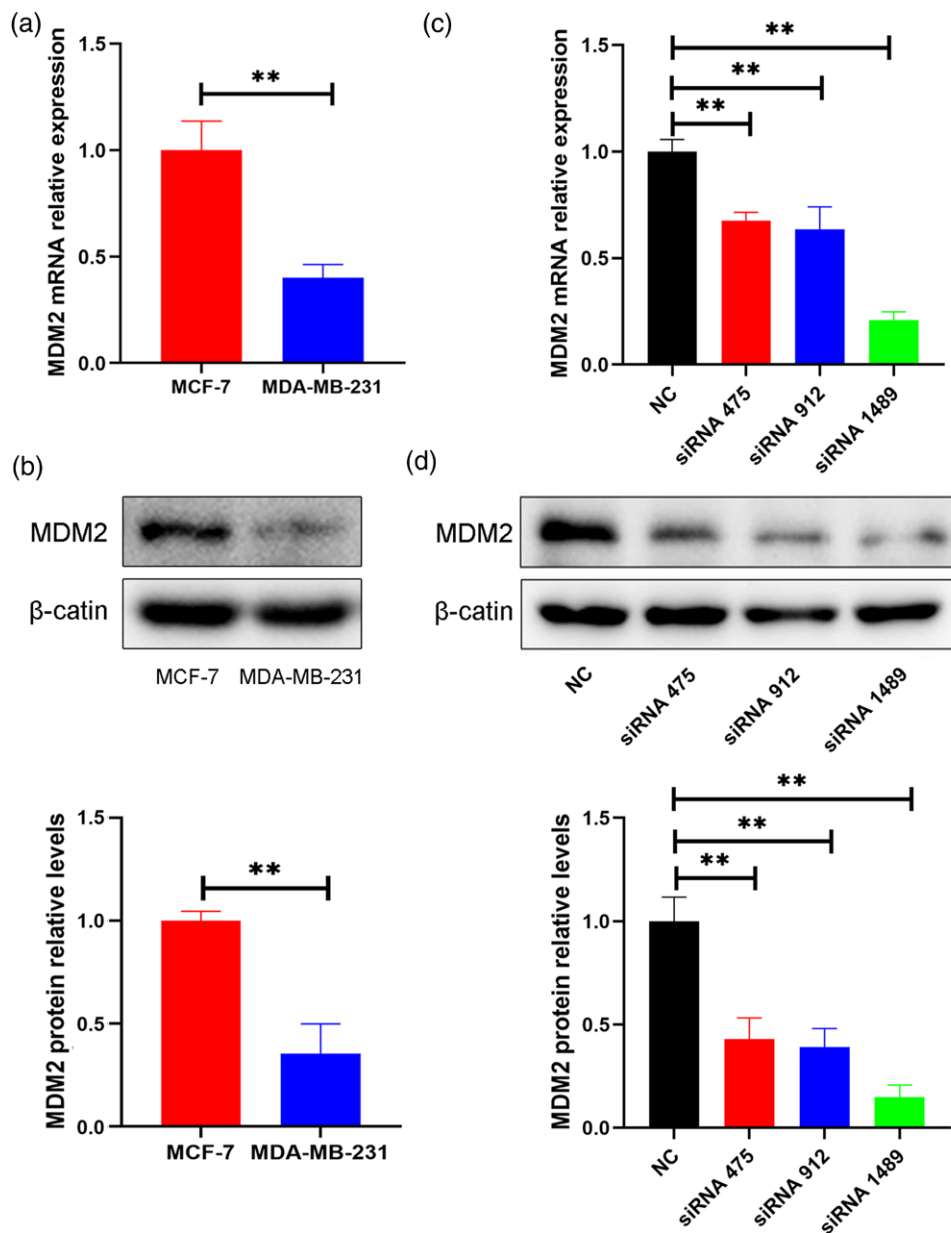 (a)
MDM2 mRNA relative expression
1.5
1.0
0.5
0.0
**
MCF-7
MDA-MB-231
(c)
MDM2 mRNA relative expression
1.5
1.0
0.5
0.0
**
**
**
NC
siRNA 475
siRNA 912
siRNA 1489
(b)
MDM2
β-catin
MCF-7
MDA-MB-231
MDM2 protein relative levels
1.5
1.0
0.5
0.0
**
MCF-7
MDA-MB-231
(d)
MDM2
β-catin
NC
siRNA 475
siRNA 912
siRNA 1489
MDM2 protein relative levels
1.5
1.0
0.5
0.0
**
**
**
NC
siRNA 475
siRNA 912
siRNA 1489